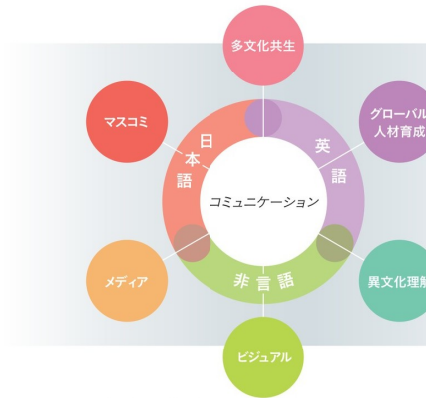 多文化共生
マスコミ
グローバル
人材育成
日本語
英語
コミュニケーション
メディア
非言語
異文化理解
ビジュアル